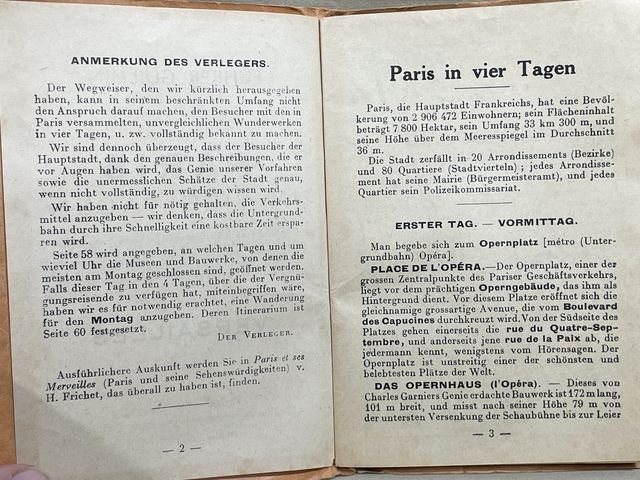 ANMERKUNG DES VERLEGERS.
Der Wegweiser, den wir kürzlich herausgegeben
haben, kann in seinem beschränkten Umfang nicht
den Anspruch darauf machen, den Besucher mit den in
Paris versammelten, unvergleichlichen Wunderwerken
in vier Tagen, u. zw. vollständig bekannt zu machen.
Wir sind dennoch überzeugt, dass der Besucher der
Hauptstadt, dank den genauen Beschreibungen, die er
vor Augen haben wird, das Genie unserer Vorfahren
sowie die unermesslichen Schätze der Stadt genau,
wenn nicht vollständig, zu würdigen wissen wird.
Wir haben nicht für nötig gehalten, die Verkehrs-
mittel anzugeben — wir denken, dass die Untergrund-
bahn durch ihre Schnelligkeit eine kostbare Zeit erspa-
ren wird.
Seite 58 wird angegeben, an welchen Tagen und um
wieviel Uhr die Museen und Bauwerke, von denen die
meisten am Montag geschlossen sind, geöffnet werden.
Falls dieser Tag in den 4 Tagen, über die der Vergnü-
gungsreisende zu verfügen hat, miteinbegriffen wäre,
haben wir es für notwendig erachtet, eine Wanderung
für den Montag anzugeben. Deren Itinerarium ist
Seite 60 festgesetzt.
DER VERLEGER.
Ausführlichere Auskunft werden Sie in Paris et ses
Merveilles (Paris und seine Sehenswürdigkeiten) v.
H. Frichet, das überall zu haben ist, finden.
— 2 —
Paris in vier Tagen
Paris, die Hauptstadt Frankreichs, hat eine Bevöl-
kerung von 2 906 472 Einwohnern; sein Flächeninhalt
beträgt 7 800 Hektar, sein Umfang 33 km 300 m, und
seine Höhe über dem Meeresspiegel im Durchschnitt
36 m.
Die Stadt zerfällt in 20 Arrondissements (Bezirke)
und 80 Quartiere (Stadtvierteln) ; jedes Arrondisse-
ment hat seine Mairie (Bürgermeisteramt), und jedes
Quartier sein Polizeikommissariat.
ERSTER TAG. — VORMITTAG.
Man begebe sich zum Opernplatz [métro (Unter-
grundbahn) Opéra].
PLACE DE L'OPÉRA. — Der Opernplatz, einer der
grossen Zentralpunkte des Pariser Geschäftsverkehrs,
liegt vor dem prächtigen Operngebäude, das ihm als
Hintergrund dient. Vor diesem Platze eröffnet sich die
gleichnamige grossartige Avenue, die vom Boulevard
des Capucines durchkreuzt wird. Von der Südseite des
Platzes gehen einerseits die rue du Quatre-Sep-
tembre, und anderseits jene rue de la Paix ab, die
jedermann kennt, wenigstens vom Hörensagen. Der
Opernplatz ist unstreitig einer der schönsten und
belebtesten Plätze der Welt.
DAS OPERNHAUS (l'Opéra). — Dieses von
Charles Garniers Genie erdachte Bauwerk ist 172 m lang,
101 m breit, und misst nach seiner Höhe 79 m von
der untersten Versenkung der Schaubühne bis zur Leier
— 3 —